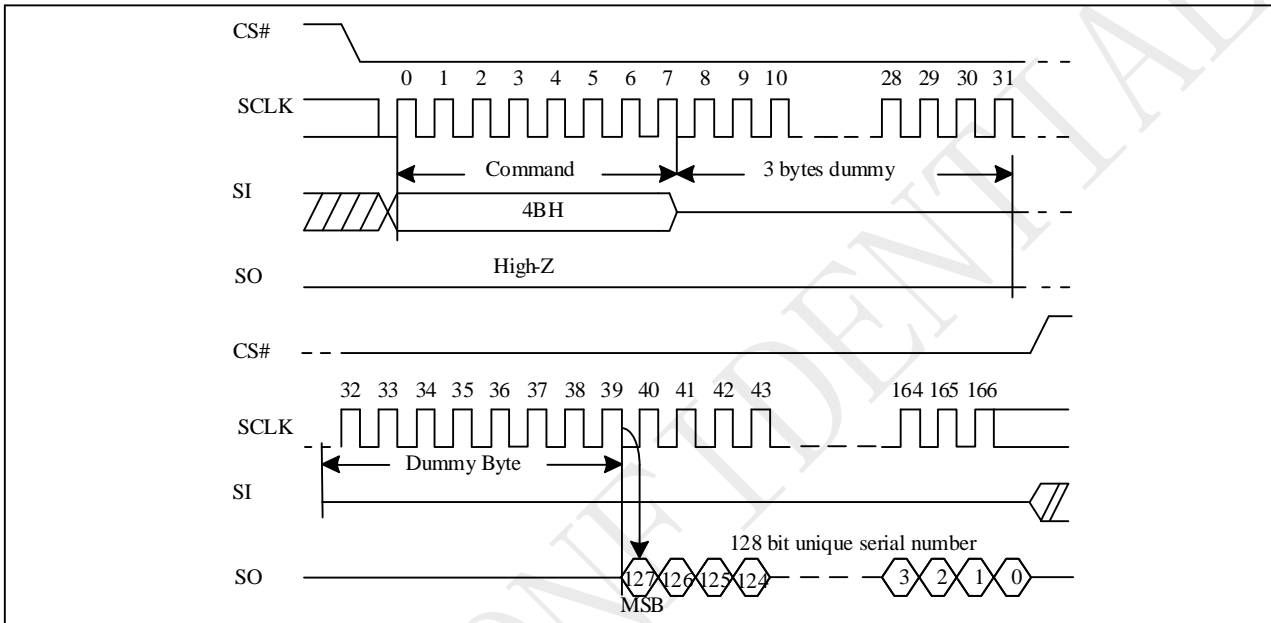 CS#
0 1 2 3 4 5 6 7 8 9 10 28 29 30 31
SCLK
Command 3 bytes dummy
SI
4BH
High-Z
SO
CS#
32 33 34 35 36 37 38 39 40 41 42 43 164 165 166
SCLK
Dummy Byte
SI
128 bit unique serial number
SO
127 126 125 124 3 2 1 0
MSB